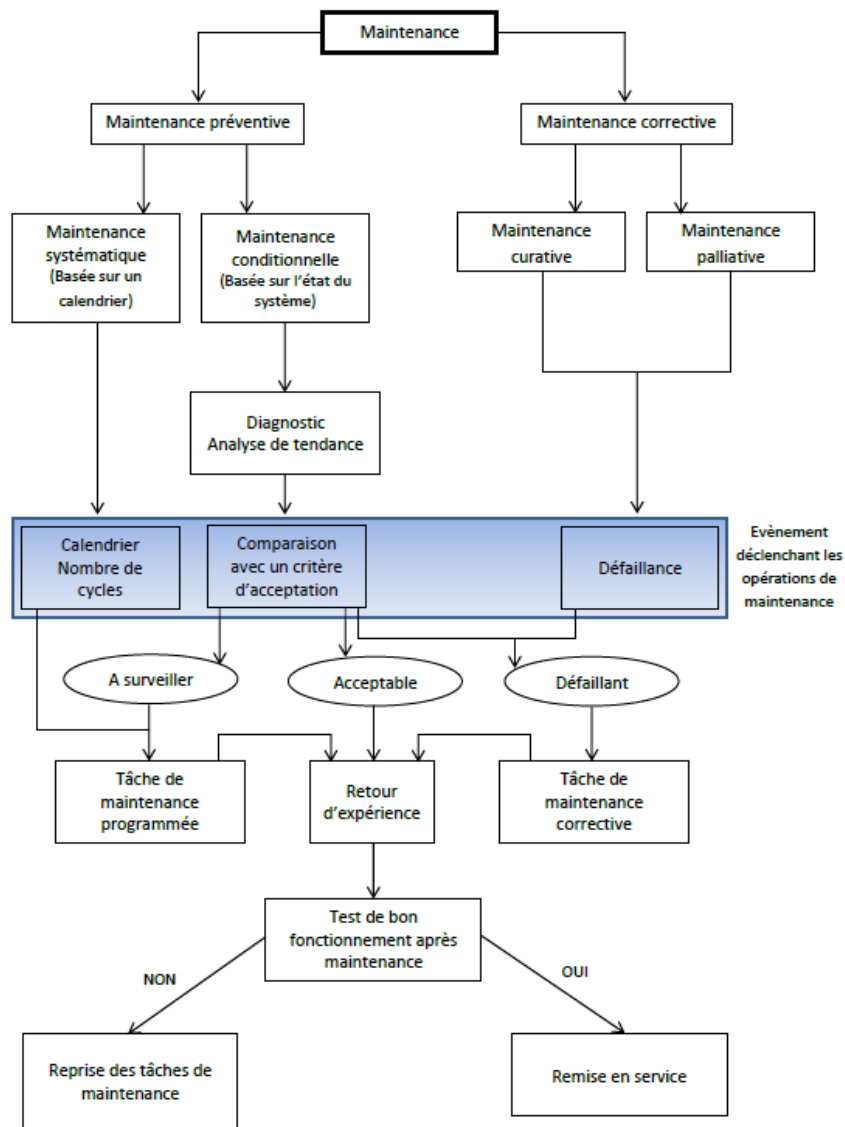 Maintenance
Maintenance préventive
Maintenance corrective
Maintenance
systématique
(Basée sur un
calendrier)
Maintenance
conditionnelle
(Basée sur l'état du
système)
Maintenance
curative
Maintenance
palliative
Diagnostic
Analyse de tendance
Calendrier
Nombre de
cycles
Comparaison
avec un critère
d'acceptation
Défaillance
Evènement
déclenchant les
opérations de
maintenance
A surveiller
Acceptable
Défaillant
Tâche de
maintenance
programmée
Retour
d'expérience
Tâche de
maintenance
corrective
Test de bon
fonctionnement après
maintenance
NON
OUI
Reprise des tâches de
maintenance
Remise en service